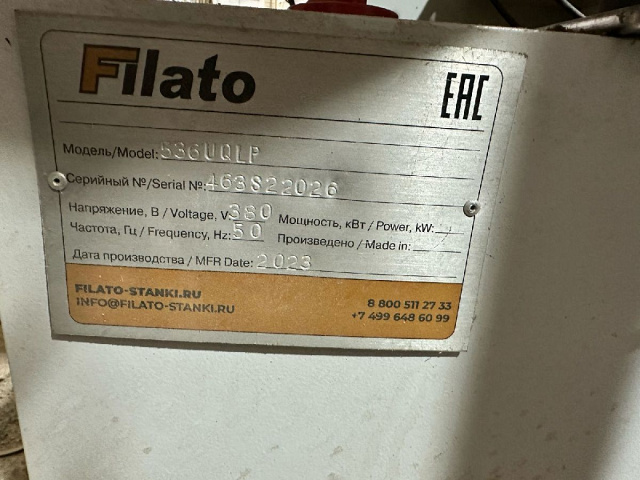 Filato
EAC
Модель/Model: 536UQLP
Серийный №/Serial №: 463S22026
Напряжение, В / Voltage, V: 380 Мощность, кВт / Power, kW:
Частота, Гц / Frequency, Hz: 50 Произведено / Made in:
Дата производства / MFR Date: 2023
FILATO-STANKI.RU
INFO@FILATO-STANKI.RU
8 800 511 27 33
+7 499 648 60 99